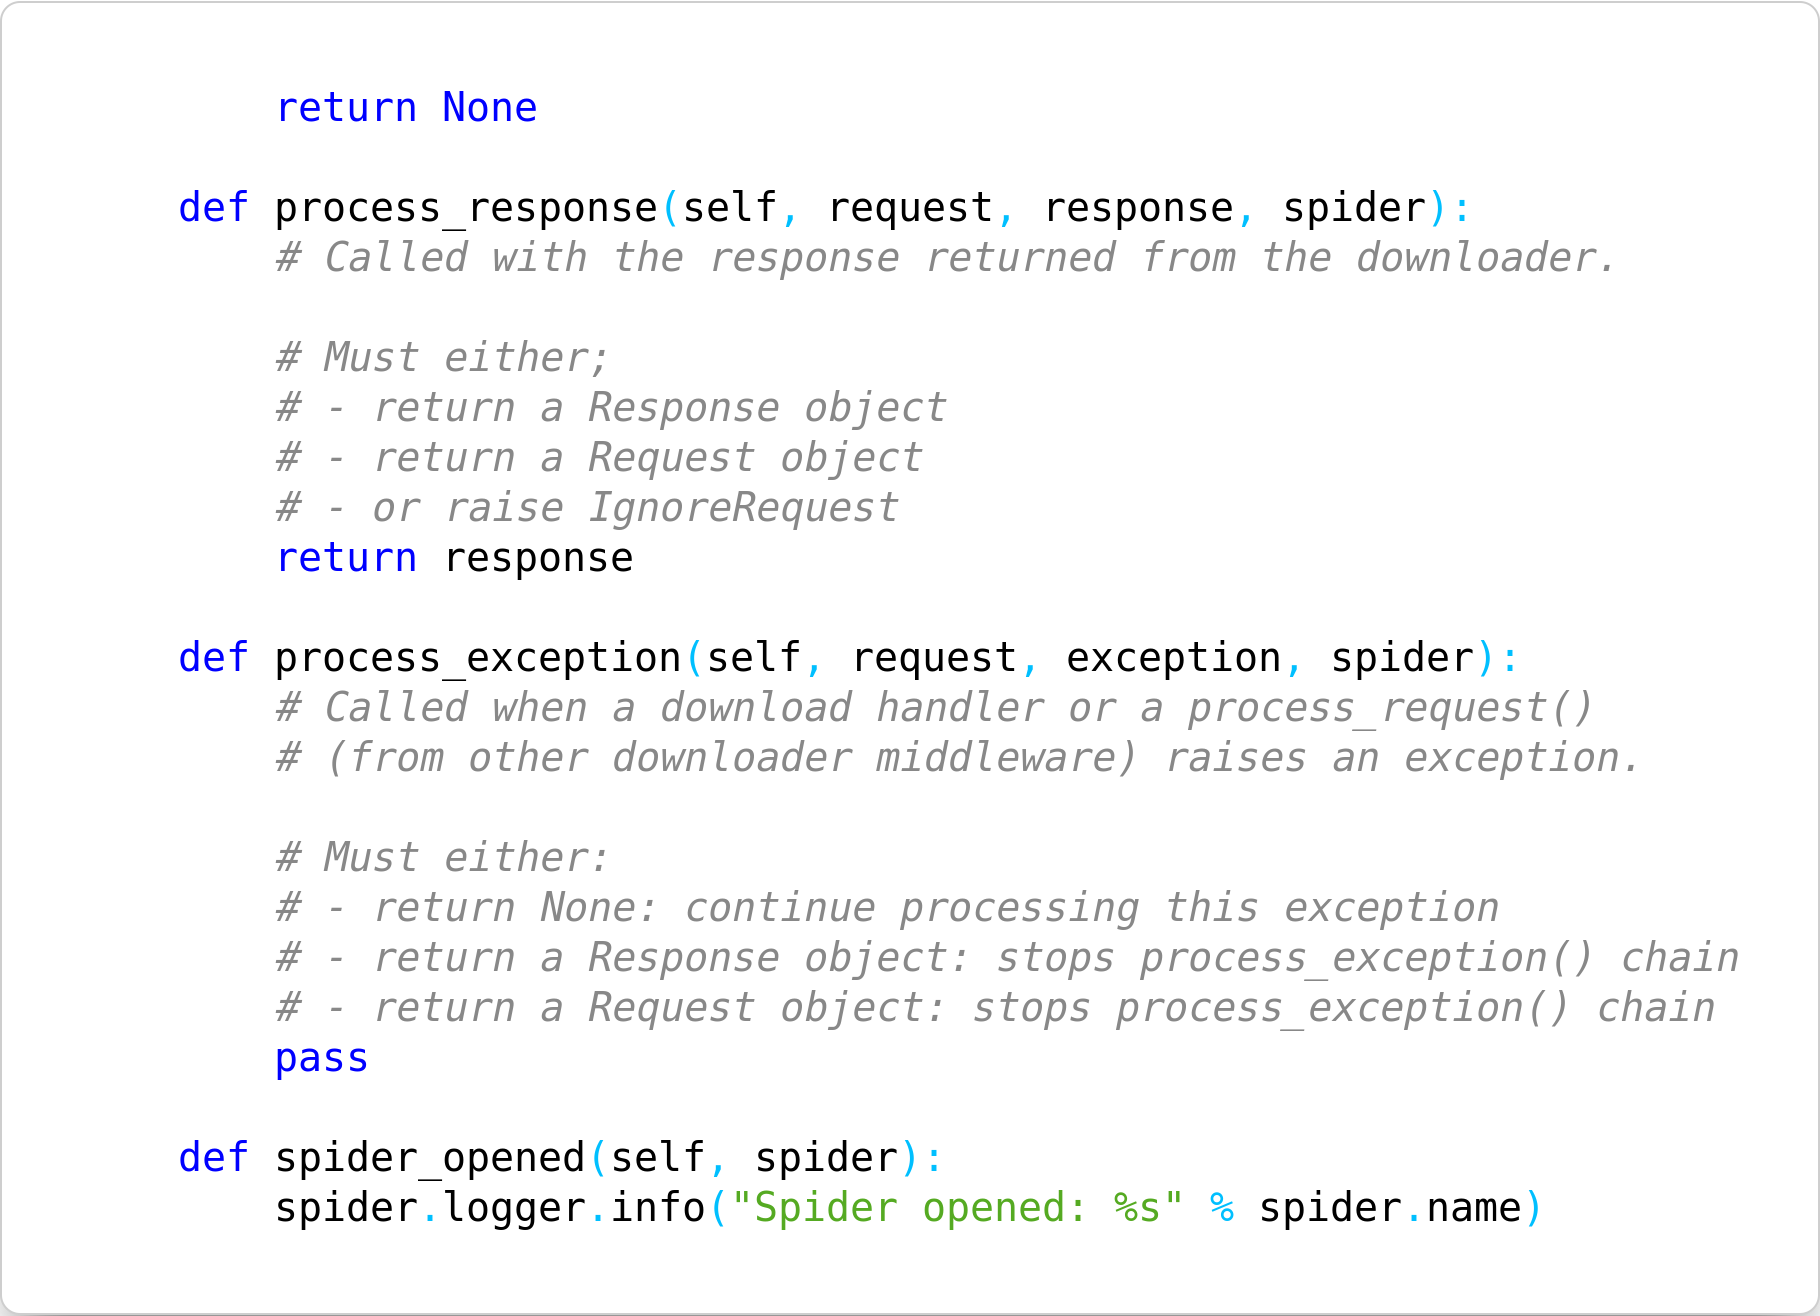 return None

    def process_response(self, request, response, spider):
        # Called with the response returned from the downloader.

        # Must either;
        # - return a Response object
        # - return a Request object
        # - or raise IgnoreRequest
        return response

    def process_exception(self, request, exception, spider):
        # Called when a download handler or a process_request()
        # (from other downloader middleware) raises an exception.

        # Must either:
        # - return None: continue processing this exception
        # - return a Response object: stops process_exception() chain
        # - return a Request object: stops process_exception() chain
        pass

    def spider_opened(self, spider):
        spider.logger.info("Spider opened: %s" % spider.name)